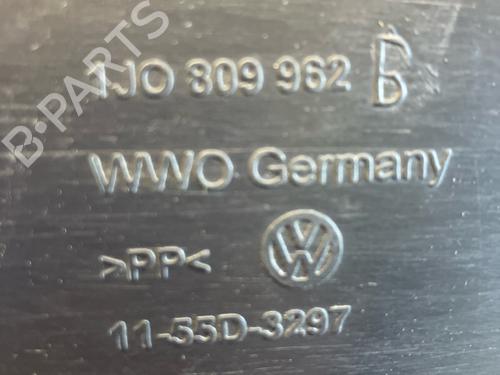 B-PARTS
1J0 809 962 B
WWO Germany
>PP<
11-55D-3297